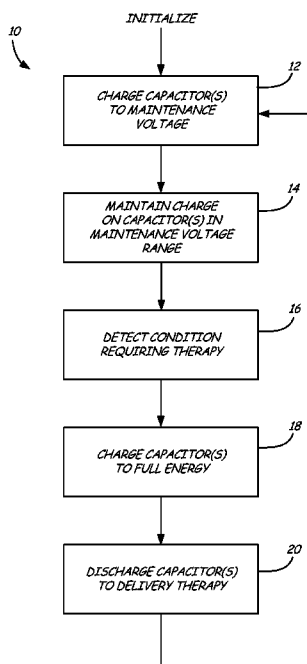 INITIALIZE
10
12
CHARGE CAPACITOR(S)
TO MAINTENANCE
VOLTAGE
14
MAINTAIN CHARGE
ON CAPACITOR(S) IN
MAINTENANCE VOLTAGE
RANGE
16
DETECT CONDITION
REQUIRING THERAPY
18
CHARGE CAPACITOR(S)
TO FULL ENERGY
20
DISCHARGE CAPACITOR(S)
TO DELIVERY THERAPY